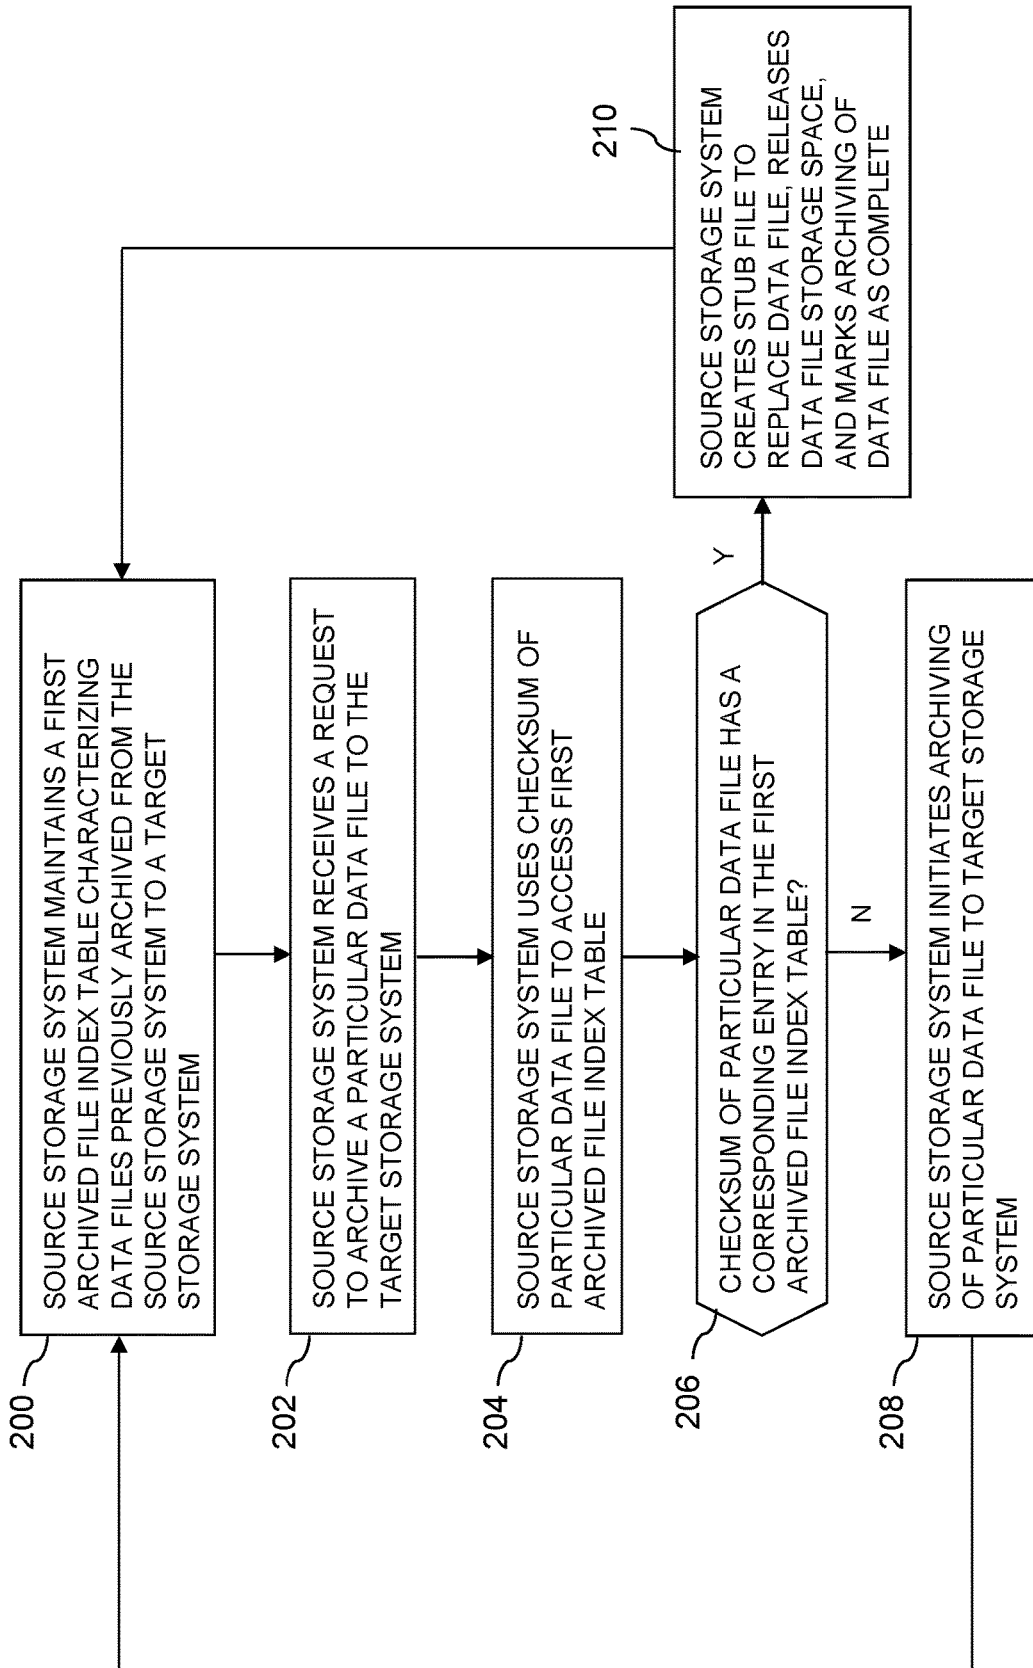 200
SOURCE STORAGE SYSTEM MAINTAINS A FIRST
ARCHIVED FILE INDEX TABLE CHARACTERIZING
DATA FILES PREVIOUSLY ARCHIVED FROM THE
SOURCE STORAGE SYSTEM TO A TARGET
STORAGE SYSTEM
202
SOURCE STORAGE SYSTEM RECEIVES A REQUEST
TO ARCHIVE A PARTICULAR DATA FILE TO THE
TARGET STORAGE SYSTEM
204
SOURCE STORAGE SYSTEM USES CHECKSUM OF
PARTICULAR DATA FILE TO ACCESS FIRST
ARCHIVED FILE INDEX TABLE
206
CHECKSUM OF PARTICULAR DATA FILE HAS A
CORRESPONDING ENTRY IN THE FIRST
ARCHIVED FILE INDEX TABLE?
Y
N
210
SOURCE STORAGE SYSTEM
CREATES STUB FILE TO
REPLACE DATA FILE, RELEASES
DATA FILE STORAGE SPACE,
AND MARKS ARCHIVING OF
DATA FILE AS COMPLETE
208
SOURCE STORAGE SYSTEM INITIATES ARCHIVING
OF PARTICULAR DATA FILE TO TARGET STORAGE
SYSTEM